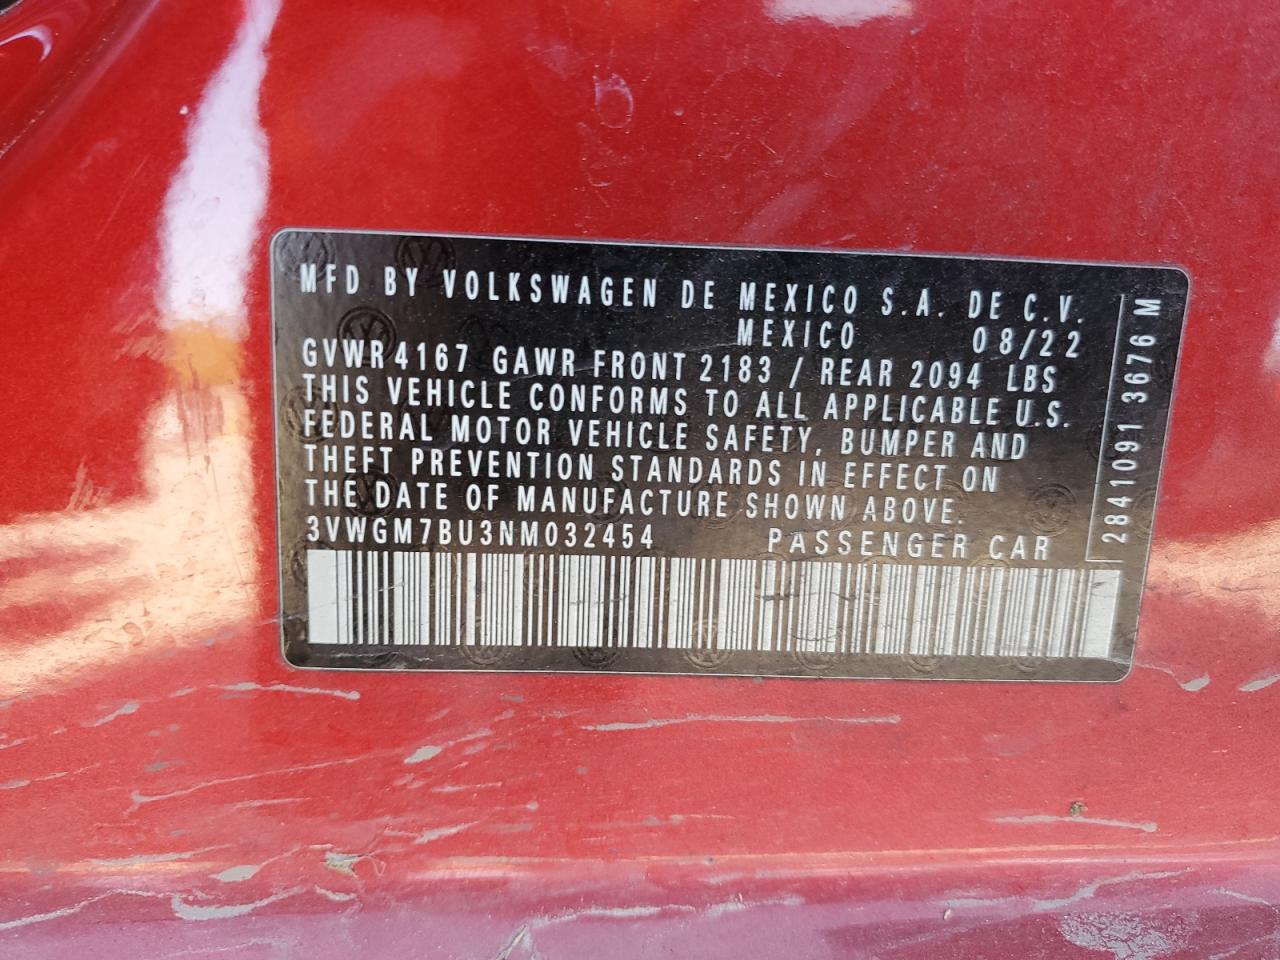 MFD BY VOLKSWAGEN DE MEXICO S.A. DE C.V.
MEXICO 08/22
GVWR 4167 GAWR FRONT 2183 / REAR 2094 LBS
THIS VEHICLE CONFORMS TO ALL APPLICABLE U.S.
FEDERAL MOTOR VEHICLE SAFETY, BUMPER AND
THEFT PREVENTION STANDARDS IN EFFECT ON
THE DATE OF MANUFACTURE SHOWN ABOVE.
3VWGM7BU3NM032454 PASSENGER CAR
2841091 3676 M